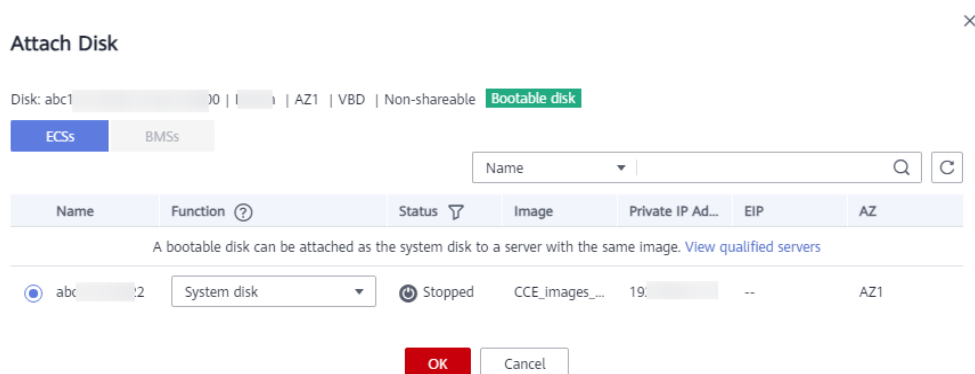 Attach Disk
Disk: abc1 00 | | AZ1 | VBD | Non-shareable Bootable disk
ECSs BMSs
Name
Name Function Status Image Private IP Ad... EIP AZ
A bootable disk can be attached as the system disk to a server with the same image. View qualified servers
abc :2 System disk Stopped CCE_images_... 19 -- AZ1
OK Cancel